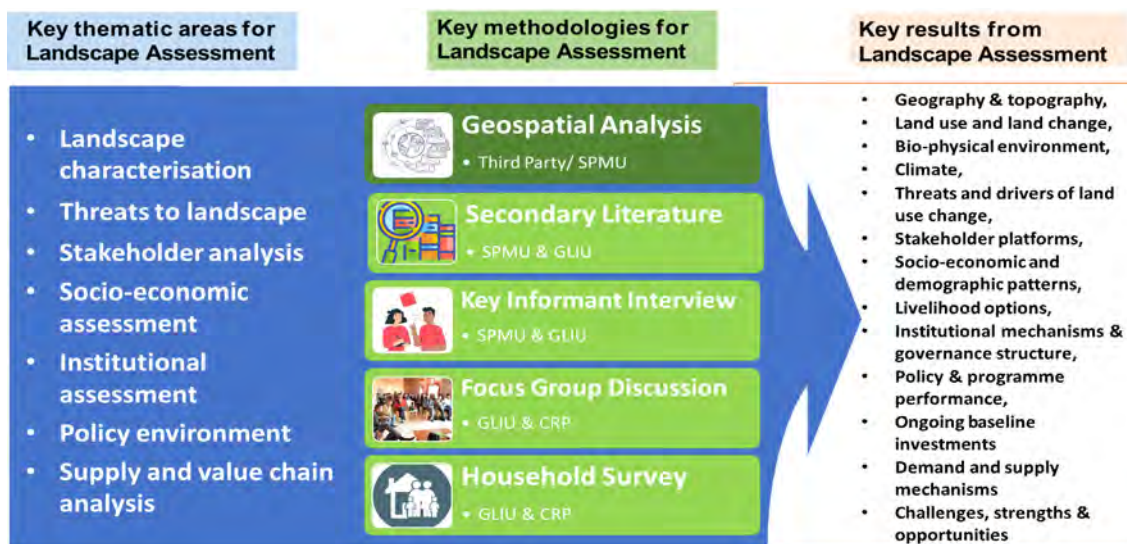 Key thematic areas for
Landscape Assessment
Key methodologies for
Landscape Assessment
Key results from
Landscape Assessment
• Landscape
characterisation
• Threats to landscape
• Stakeholder analysis
• Socio-economic
assessment
• Institutional
assessment
• Policy environment
• Supply and value chain
analysis
Geospatial Analysis
• Third Party/ SPMU
Secondary Literature
• SPMU & GLIU
Key Informant Interview
• SPMU & GLIU
Focus Group Discussion
• GLIU & CRP
Household Survey
• GLIU & CRP
• Geography & topography,
• Land use and land change,
• Bio-physical environment,
• Climate,
• Threats and drivers of land
use change,
• Stakeholder platforms,
• Socio-economic and
demographic patterns,
• Livelihood options,
• Institutional mechanisms &
governance structure,
• Policy & programme
performance,
• Ongoing baseline
investments
• Demand and supply
mechanisms
• Challenges, strengths &
opportunities